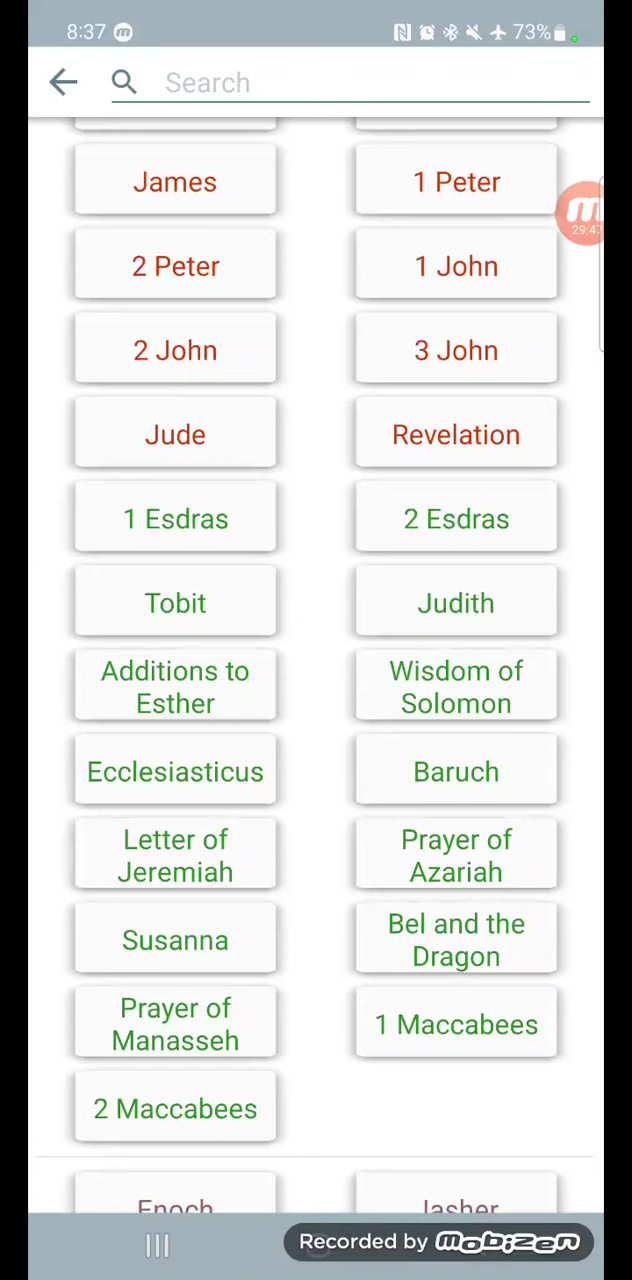 8:37 m 73%
Search
James 1 Peter
2 Peter 1 John
2 John 3 John
Jude Revelation
1 Esdras 2 Esdras
Tobit Judith
Additions to
Esther
Wisdom of
Solomon
Ecclesiasticus Baruch
Letter of
Jeremiah
Prayer of
Azariah
Susanna
Bel and the
Dragon
Prayer of
Manasseh
1 Maccabees
2 Maccabees
Enoch Jasher
m
29:47
Recorded by mobizen